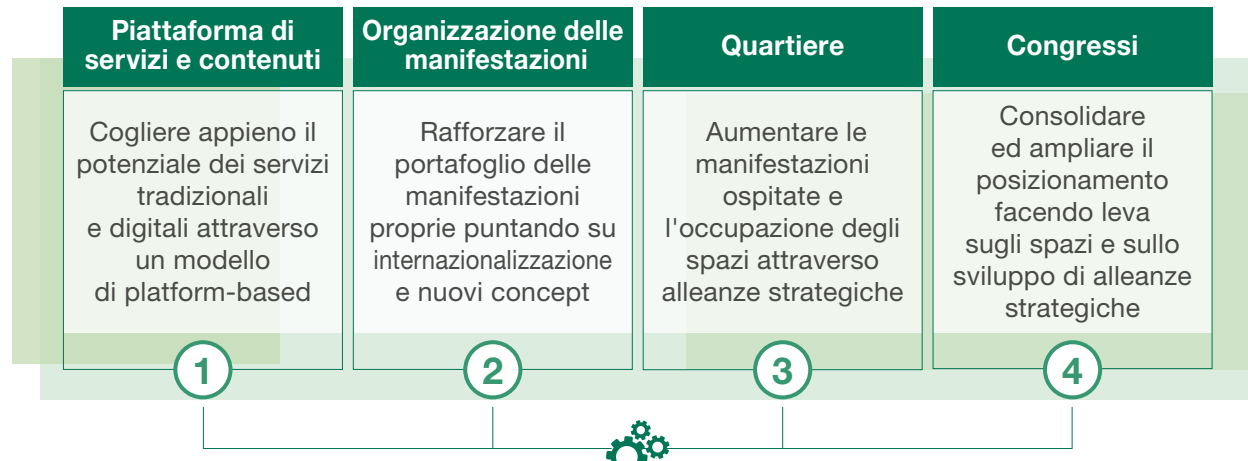 Piattaforma di
servizi e contenuti
Cogliere appieno il
potenziale dei servizi
tradizionali
e digitali attraverso
un modello
di platform-based
1
Organizzazione delle
manifestazioni
Rafforzare il
portafoglio delle
manifestazioni
proprie puntando su
internazionalizzazione
e nuovi concept
2
Quartiere
Aumentare le
manifestazioni
ospitate e
l'occupazione degli
spazi attraverso
alleanze strategiche
3
Congressi
Consolidare
ed ampliare il
posizionamento
facendo leva
sugli spazi e sullo
sviluppo di alleanze
strategiche
4